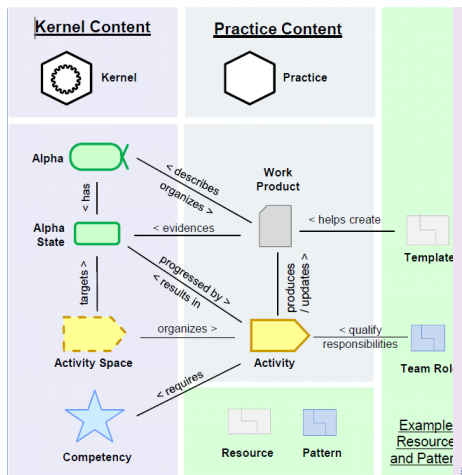 Kernel Content
Practice Content
Kernel
Practice
Alpha
< describes
organizes >
Work
Product
< has
Alpha
State
< evidences
< helps create
Template
targets >
progressed by >
< results in
produces
/ updates >
organizes >
< qualify
responsibilities
Activity Space
Activity
Team Role
< requires
Competency
Resource
Pattern
Example
Resource
and Patter